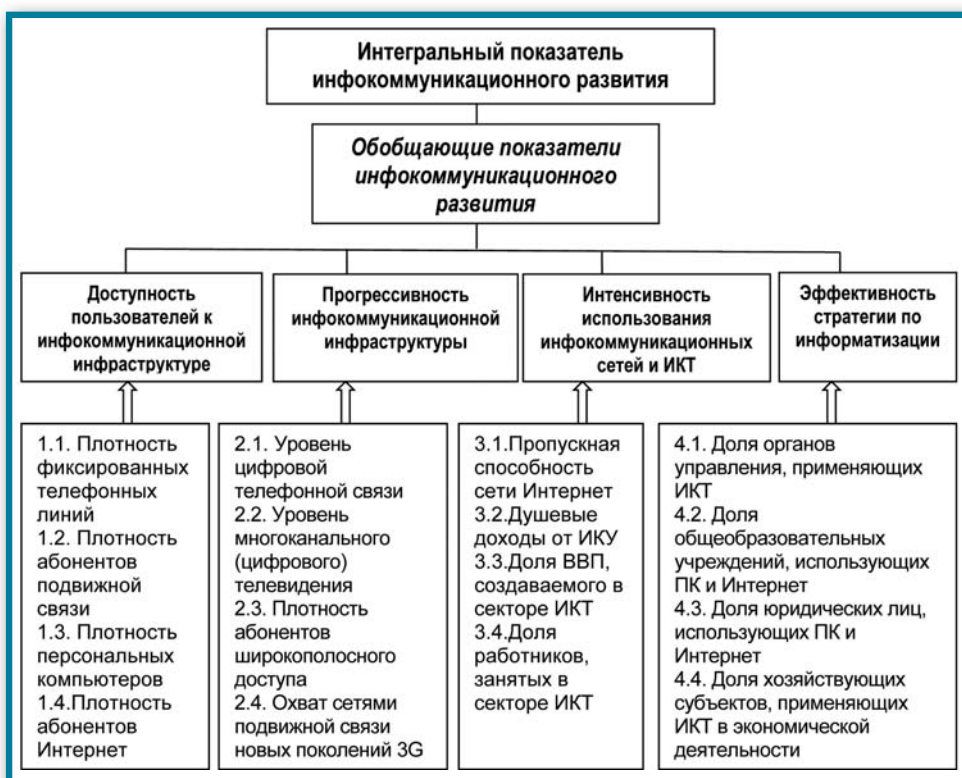 Интегральный показатель
инфокоммуникационного развития
Обобщающие показатели
инфокоммуникационного
развития
Доступность
пользователей к
инфокоммуникационной
инфраструктуре
Прогрессивность
инфокоммуникационной
инфраструктуры
Интенсивность
использования
инфокоммуникационных
сетей и ИКТ
Эффективность
стратегии по
информатизации
1.1. Плотность
фиксированных
телефонных
линий
1.2. Плотность
абонентов
подвижной
связи
1.3. Плотность
персональных
компьютеров
1.4.Плотность
абонентов
Интернет
2.1. Уровень
цифровой
телефонной связи
2.2. Уровень
многоканального
(цифрового)
телевидения
2.3. Плотность
абонентов
широкополосного
доступа
2.4. Охват сетями
подвижной связи
новых поколений 3G
3.1.Пропускная
способность
сети Интернет
3.2.Душевые
доходы от ИКУ
3.3.Доля ВВП,
создаваемого в
секторе ИКТ
3.4.Доля
работников,
занятых в
секторе ИКТ
4.1. Доля органов
управления, применяющих
ИКТ
4.2. Доля
общеобразовательных
учреждений, использующих
ПК и Интернет
4.3. Доля юридических лиц,
использующих ПК и
Интернет
4.4. Доля хозяйствующих
субъектов, применяющих
ИКТ в экономической
деятельности